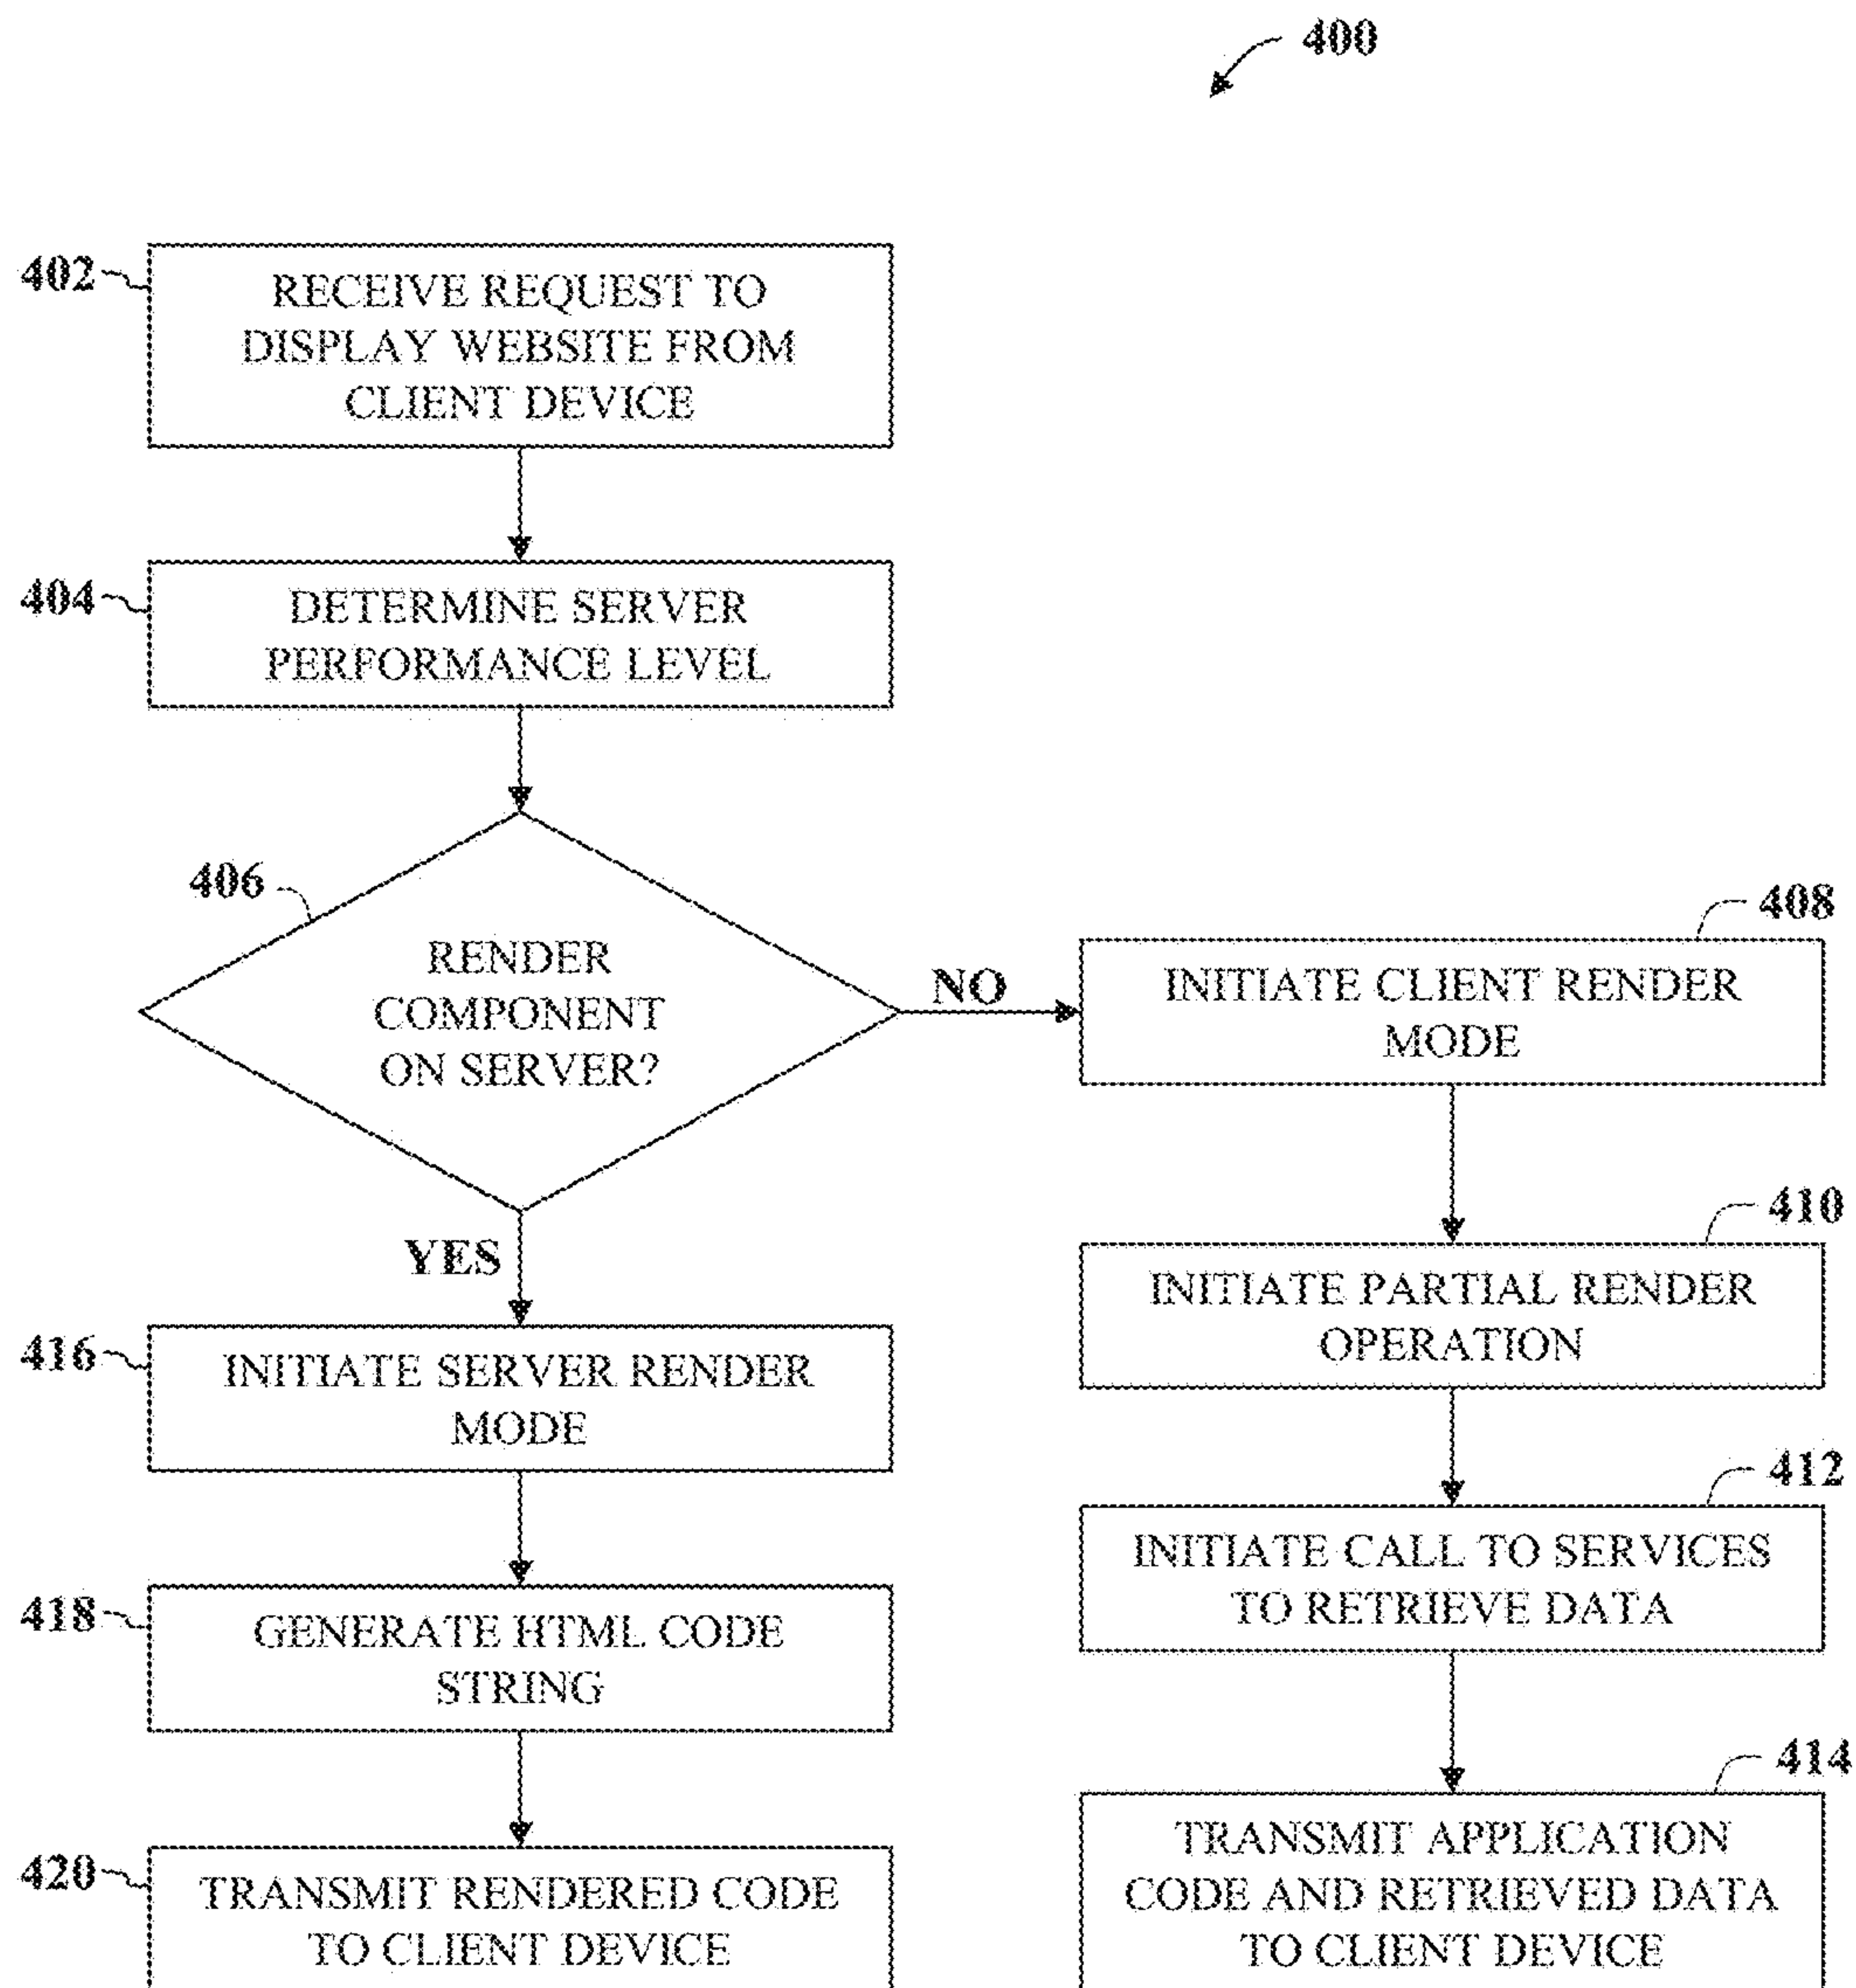 400
402
RECEIVE REQUEST TO
DISPLAY WEBSITE FROM
CLIENT DEVICE
404
DETERMINE SERVER
PERFORMANCE LEVEL
406
RENDER
COMPONENT
ON SERVER?
NO
408
INITIATE CLIENT RENDER
MODE
410
INITIATE PARTIAL RENDER
OPERATION
412
INITIATE CALL TO SERVICES
TO RETRIEVE DATA
414
TRANSMIT APPLICATION
CODE AND RETRIEVED DATA
TO CLIENT DEVICE
YES
416
INITIATE SERVER RENDER
MODE
418
GENERATE HTML CODE
STRING
420
TRANSMIT RENDERED CODE
TO CLIENT DEVICE